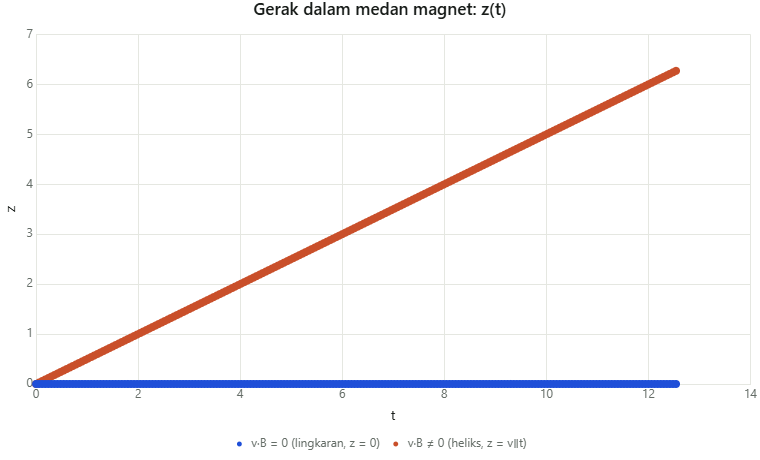 Gerak dalam medan magnet: z(t)
7
6
5
4
3
2
1
0
z
0 2 4 6 8 10 12 14
t
v·B = 0 (lingkaran, z = 0) v·B ≠ 0 (heliks, z = v∥t)